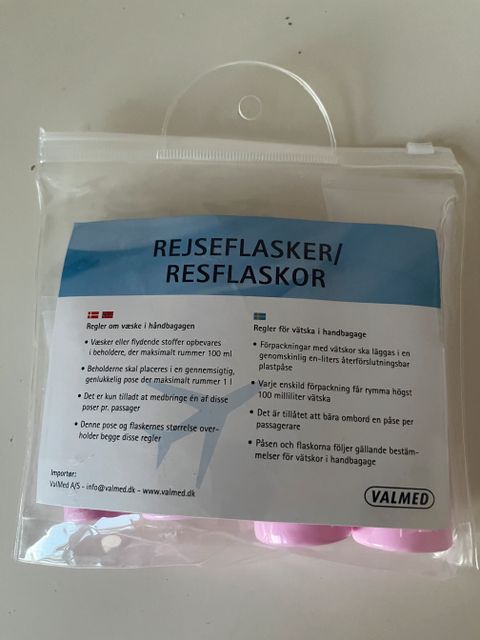 REJSEFLASKER/
RESFLASKOR
Regler om væske i håndbagagen
• Væsker eller flydende stoffer opbevares
i beholdere, der maksimalt rummer 100 ml
• Beholderne skal placeres i en gennemsigtig,
genlukkelig pose der maksimalt rummer 1 l
• Det er kun tilladt at medbringe én af disse
poser pr. passager
• Denne pose og flaskernes størrelse over-
holder begge disse regler
Importør:
ValMed A/S – info@valmed.dk – www.valmed.dk
Regler för vätska i handbagage
• Förpackningar med vätskor ska läggas i en
genomskinlig en-liters återförslutningsbar
plastpåse
• Varje enskild förpackning får rymma högst
100 milliliter vätska
• Det är tillåtet att bära ombord en påse per
passagerare
• Påsen och flaskorna följer gällande bestäm-
melser för vätskor i handbagage
VALMED